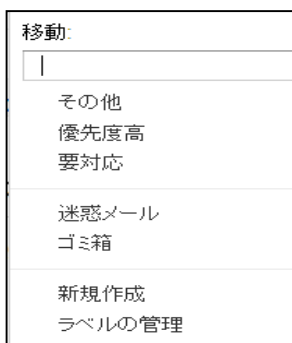 移動:
その他
優先度高
要対応
迷惑メール
ゴミ箱
新規作成
ラベルの管理